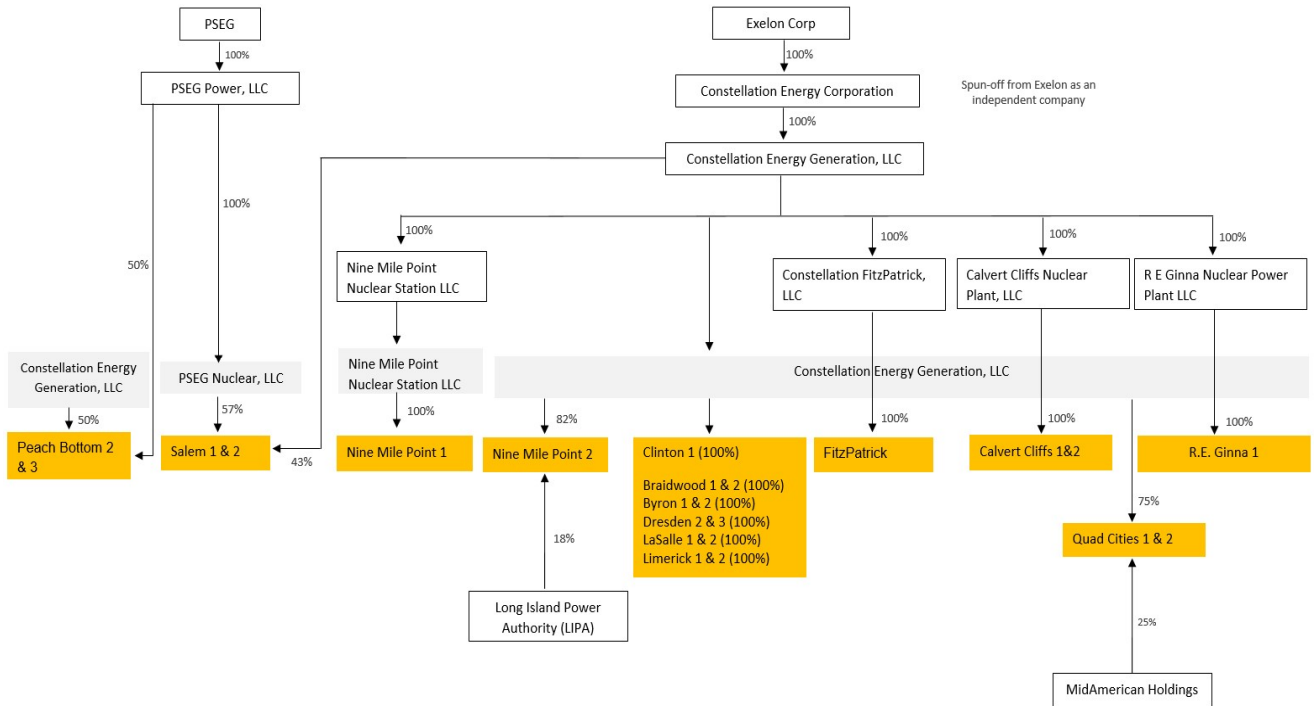 PSEG
Exelon Corp
100%
100%
PSEG Power, LLC
Constellation Energy Corporation
Spun-off from Exelon as an
independent company
100%
Constellation Energy Generation, LLC
100%
50%
100%
100%
100%
100%
Nine Mile Point
Nuclear Station LLC
Constellation FitzPatrick,
LLC
Calvert Cliffs Nuclear
Plant, LLC
R E Ginna Nuclear Power
Plant LLC
Constellation Energy
Generation, LLC
PSEG Nuclear, LLC
Nine Mile Point
Nuclear Station LLC
Constellation Energy Generation, LLC
50%
57%
100%
82%
100%
100%
100%
Peach Bottom 2
& 3
Salem 1 & 2
43%
Nine Mile Point 1
Nine Mile Point 2
Clinton 1 (100%)
Braidwood 1 & 2 (100%)
Byron 1 & 2 (100%)
Dresden 2 & 3 (100%)
LaSalle 1 & 2 (100%)
Limerick 1 & 2 (100%)
FitzPatrick
Calvert Cliffs 1&2
R.E. Ginna 1
75%
Quad Cities 1 & 2
18%
Long Island Power
Authority (LIPA)
25%
MidAmerican Holdings